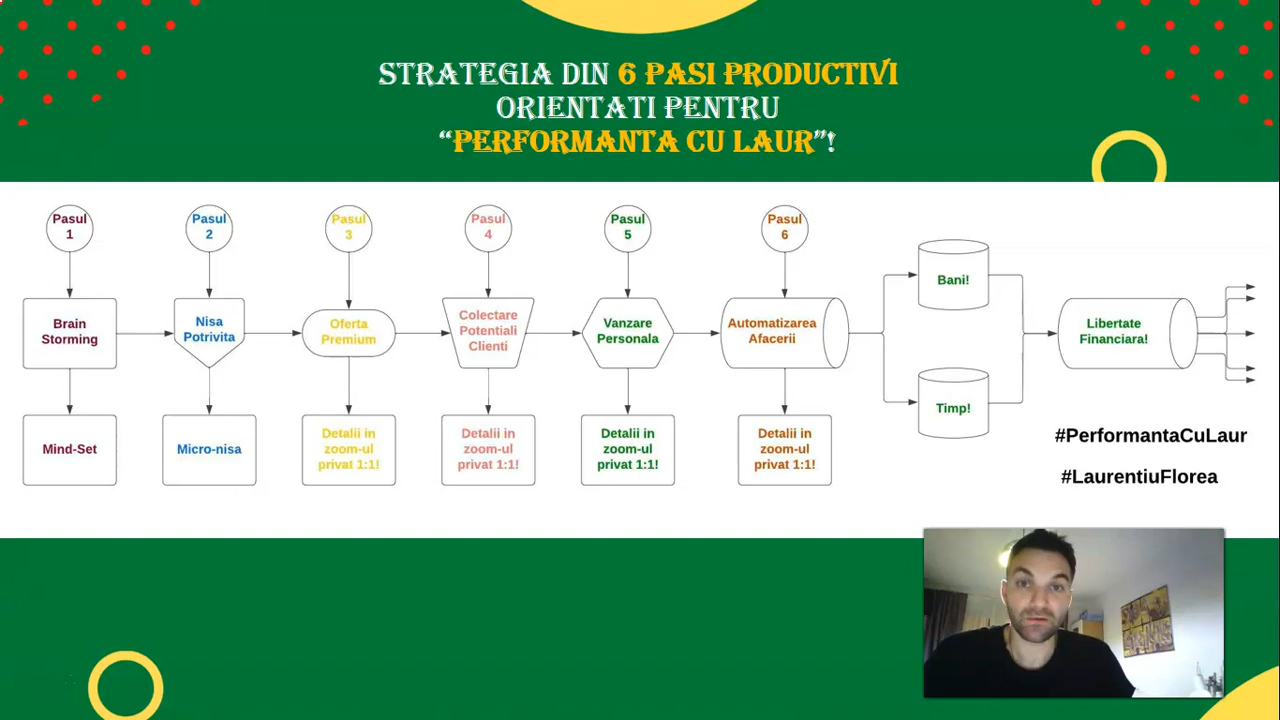 STRATEGIA DIN 6 PASI PRODUCTIVI
ORIENTATI PENTRU
“PERFORMANTA CU LAUR”!
Pasul
1
Pasul
2
Pasul
3
Pasul
4
Pasul
5
Pasul
6
Brain
Storming
Nisa
Potrivita
Oferta
Premium
Colectare
Potentiali
Clienti
Vanzare
Personala
Automatizarea
Afacerii
Bani!
Timp!
Libertate
Financiara!
Mind-Set
Micro-nisa
Detalii in
zoom-ul
privat 1:1!
Detalii in
zoom-ul
privat 1:1!
Detalii in
zoom-ul
privat 1:1!
Detalii in
zoom-ul
privat 1:1!
#PerformantaCuLaur
#LaurentiuFlorea